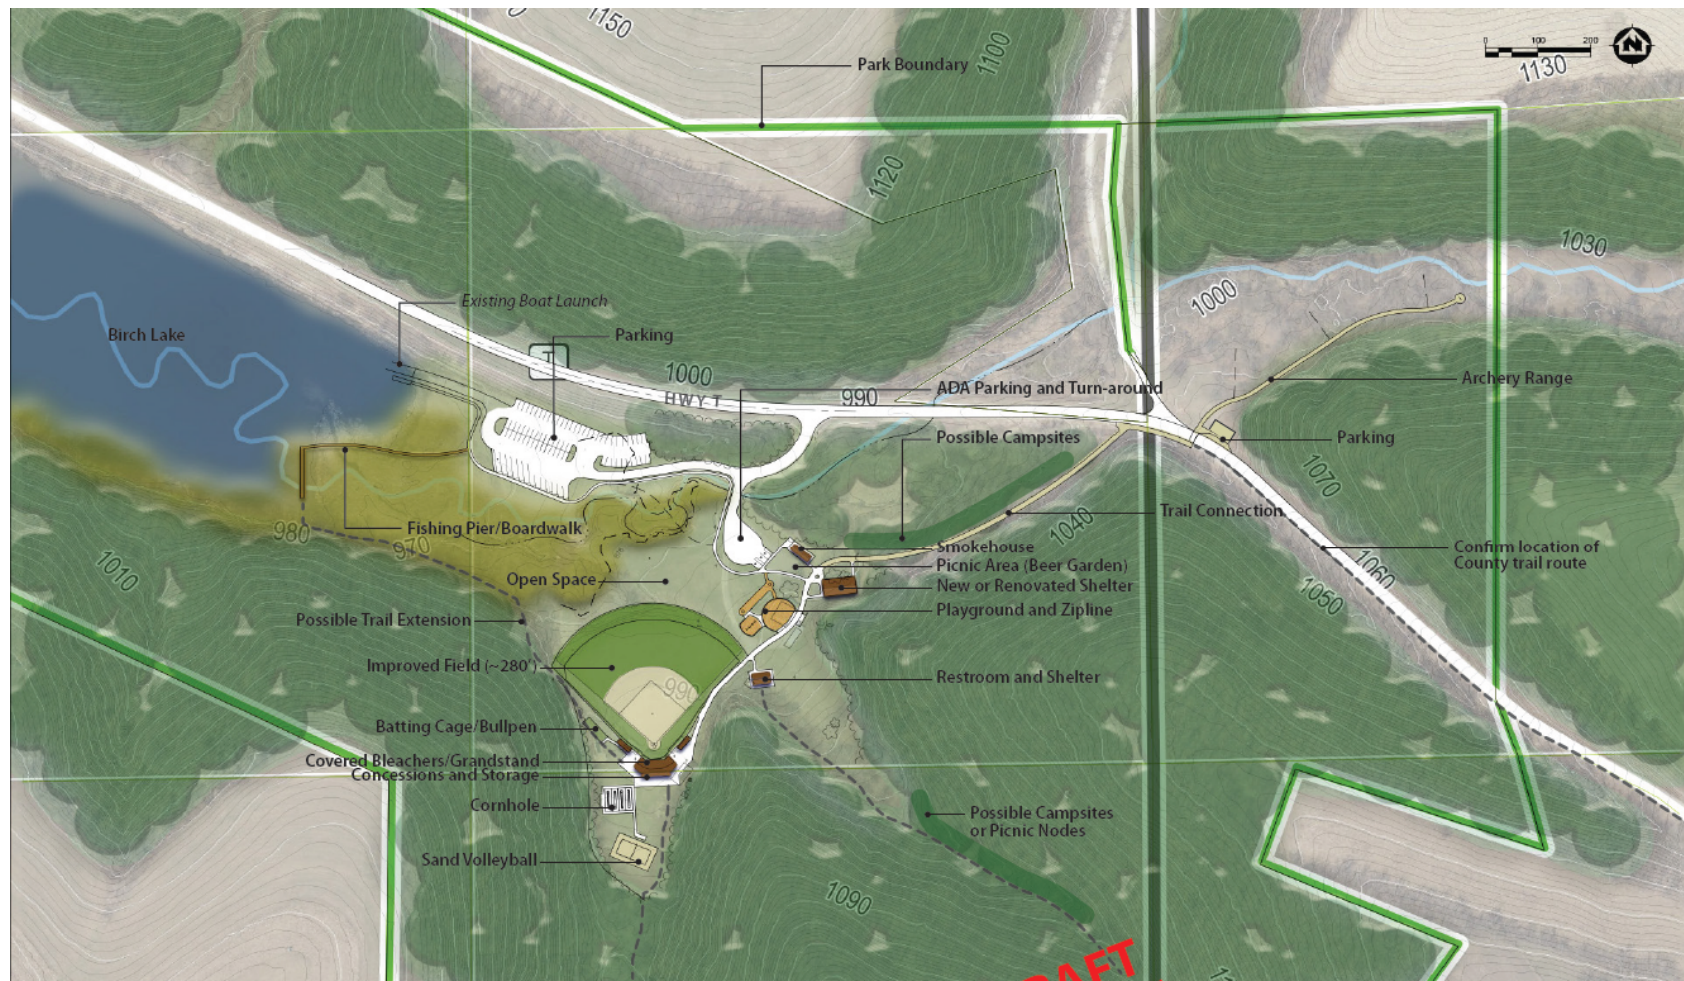 1150
Park Boundary
1100
0 100 200
N
1130
1120
1030
1000
Existing Boat Launch
Birch Lake
Parking
T
1000
HWY T
990
ADA Parking and Turn-around
Archery Range
Possible Campsites
Parking
1070
Fishing Pier/Boardwalk
980
970
1040
Trail Connection
Smokehouse
Picnic Area (Beer Garden)
New or Renovated Shelter
Confirm location of
County trail route
1010
Open Space
Playground and Zipline
1060
1050
Possible Trail Extension
Improved Field (~280')
990
Restroom and Shelter
Batting Cage/Bullpen
Covered Bleachers/Grandstand
Concessions and Storage
Cornhole
Possible Campsites
or Picnic Nodes
Sand Volleyball
1090